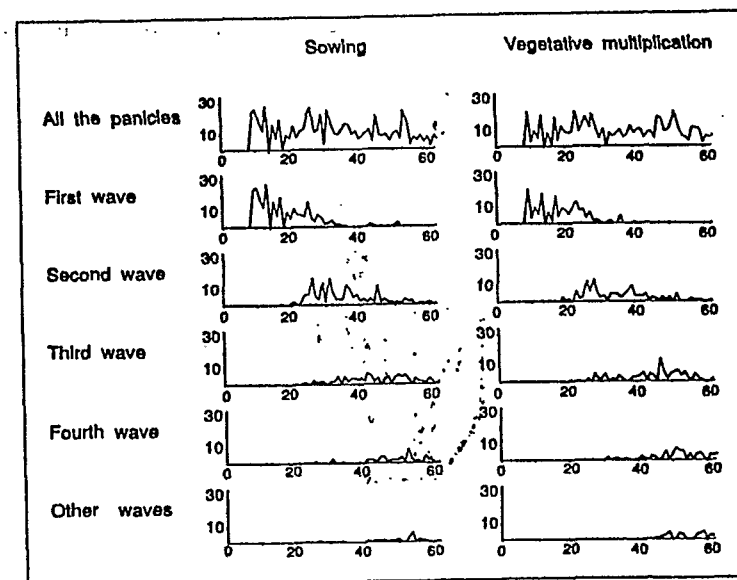 Sowing Vegetative multiplication
All the panicles
30 30
10 10
0 20 40 60 0 20 40 60
First wave
30 30
10 10
0 20 40 60 0 20 40 60
Second wave
30 30
10 10
0 20 40 60 0 20 40 60
Third wave
30 30
10 10
0 20 40 60 0 20 40 60
Fourth wave
30 30
10 10
0 20 40 60 0 20 40 60
Other waves
30 30
10 10
0 20 40 60 0 20 40 60